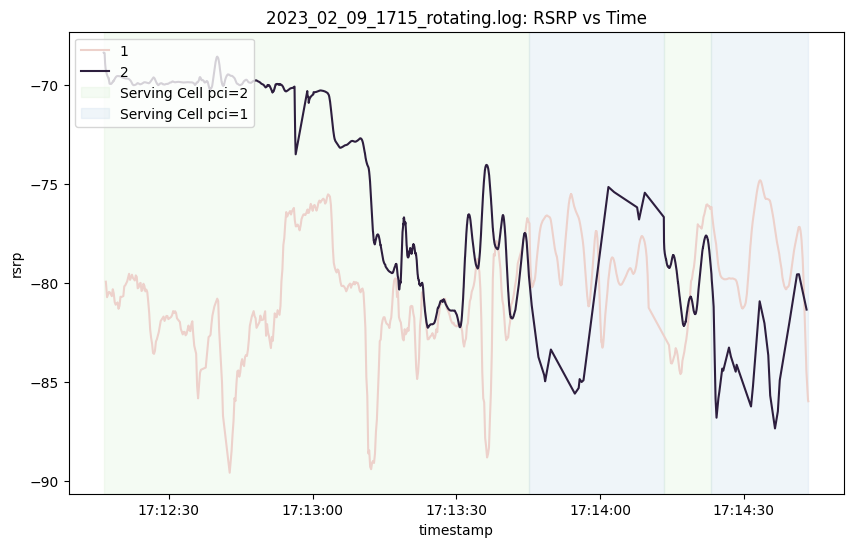 2023_02_09_1715_rotating.log: RSRP vs Time
1
2
Serving Cell pci=2
Serving Cell pci=1
−70
−75
−80
−85
−90
rsrp
17:12:30
17:13:00
17:13:30
17:14:00
17:14:30
timestamp